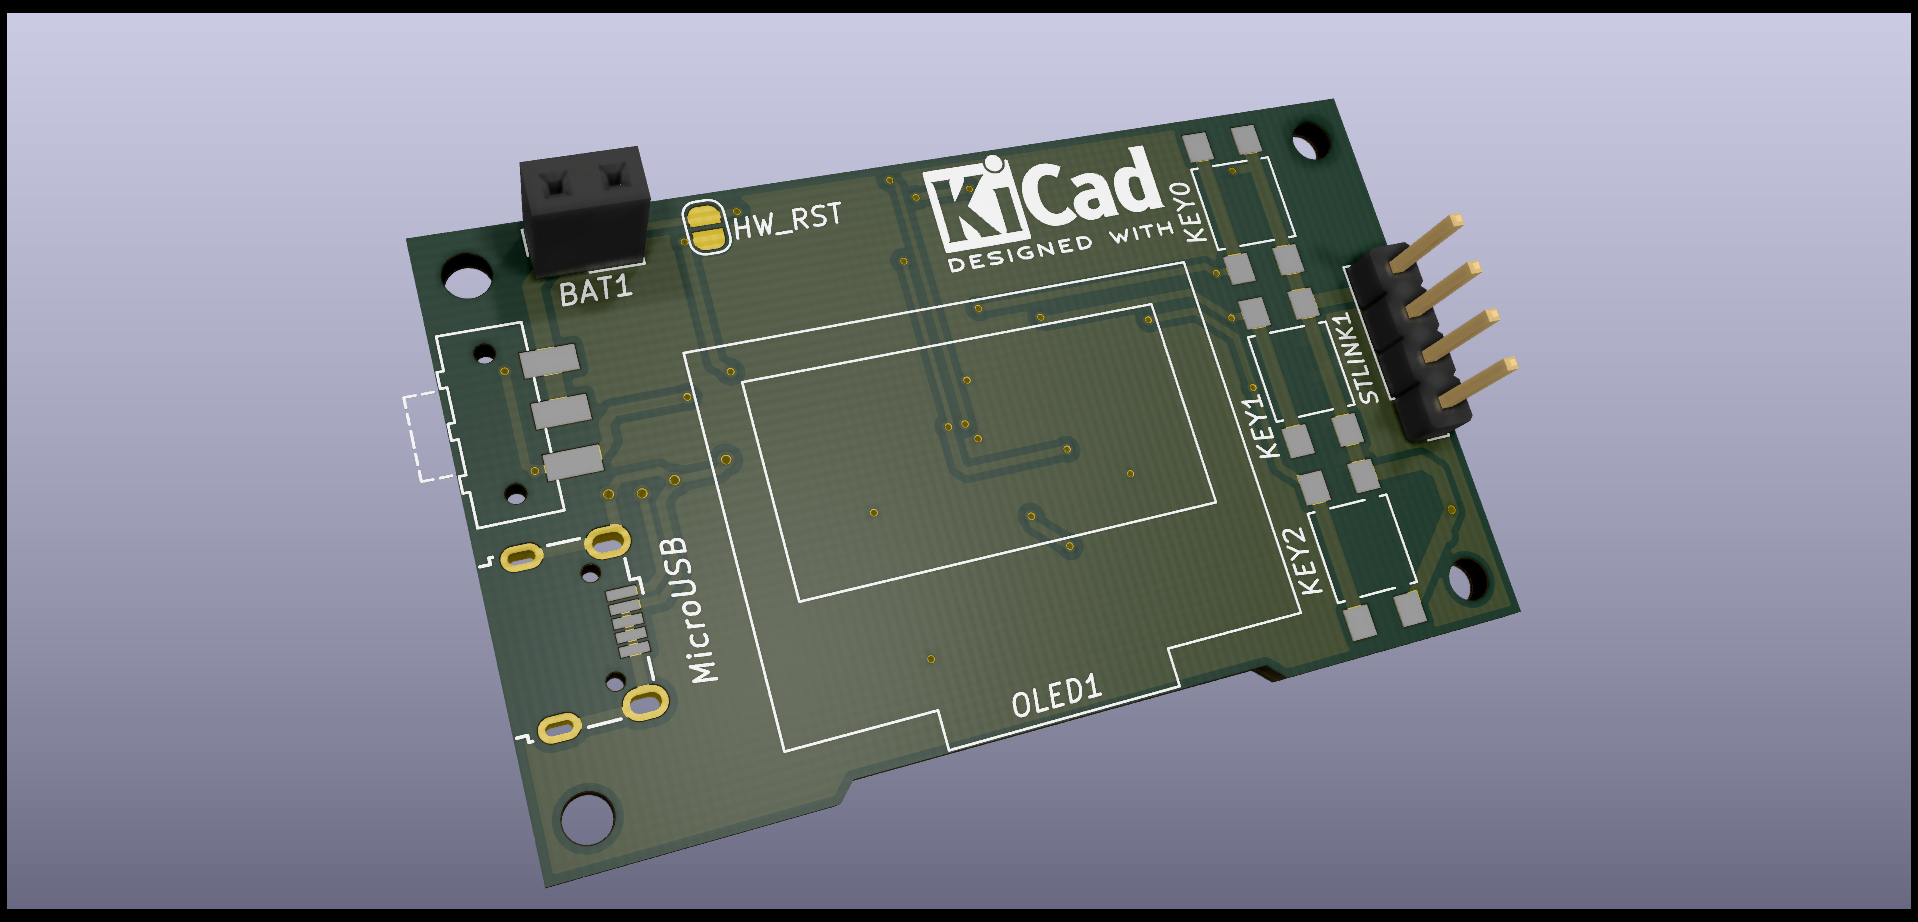 KiCad
DESIGNED WITH
HW_RST
BAT1
KEY0
STLINK1
KEY1
KEY2
MicroUSB
OLED1